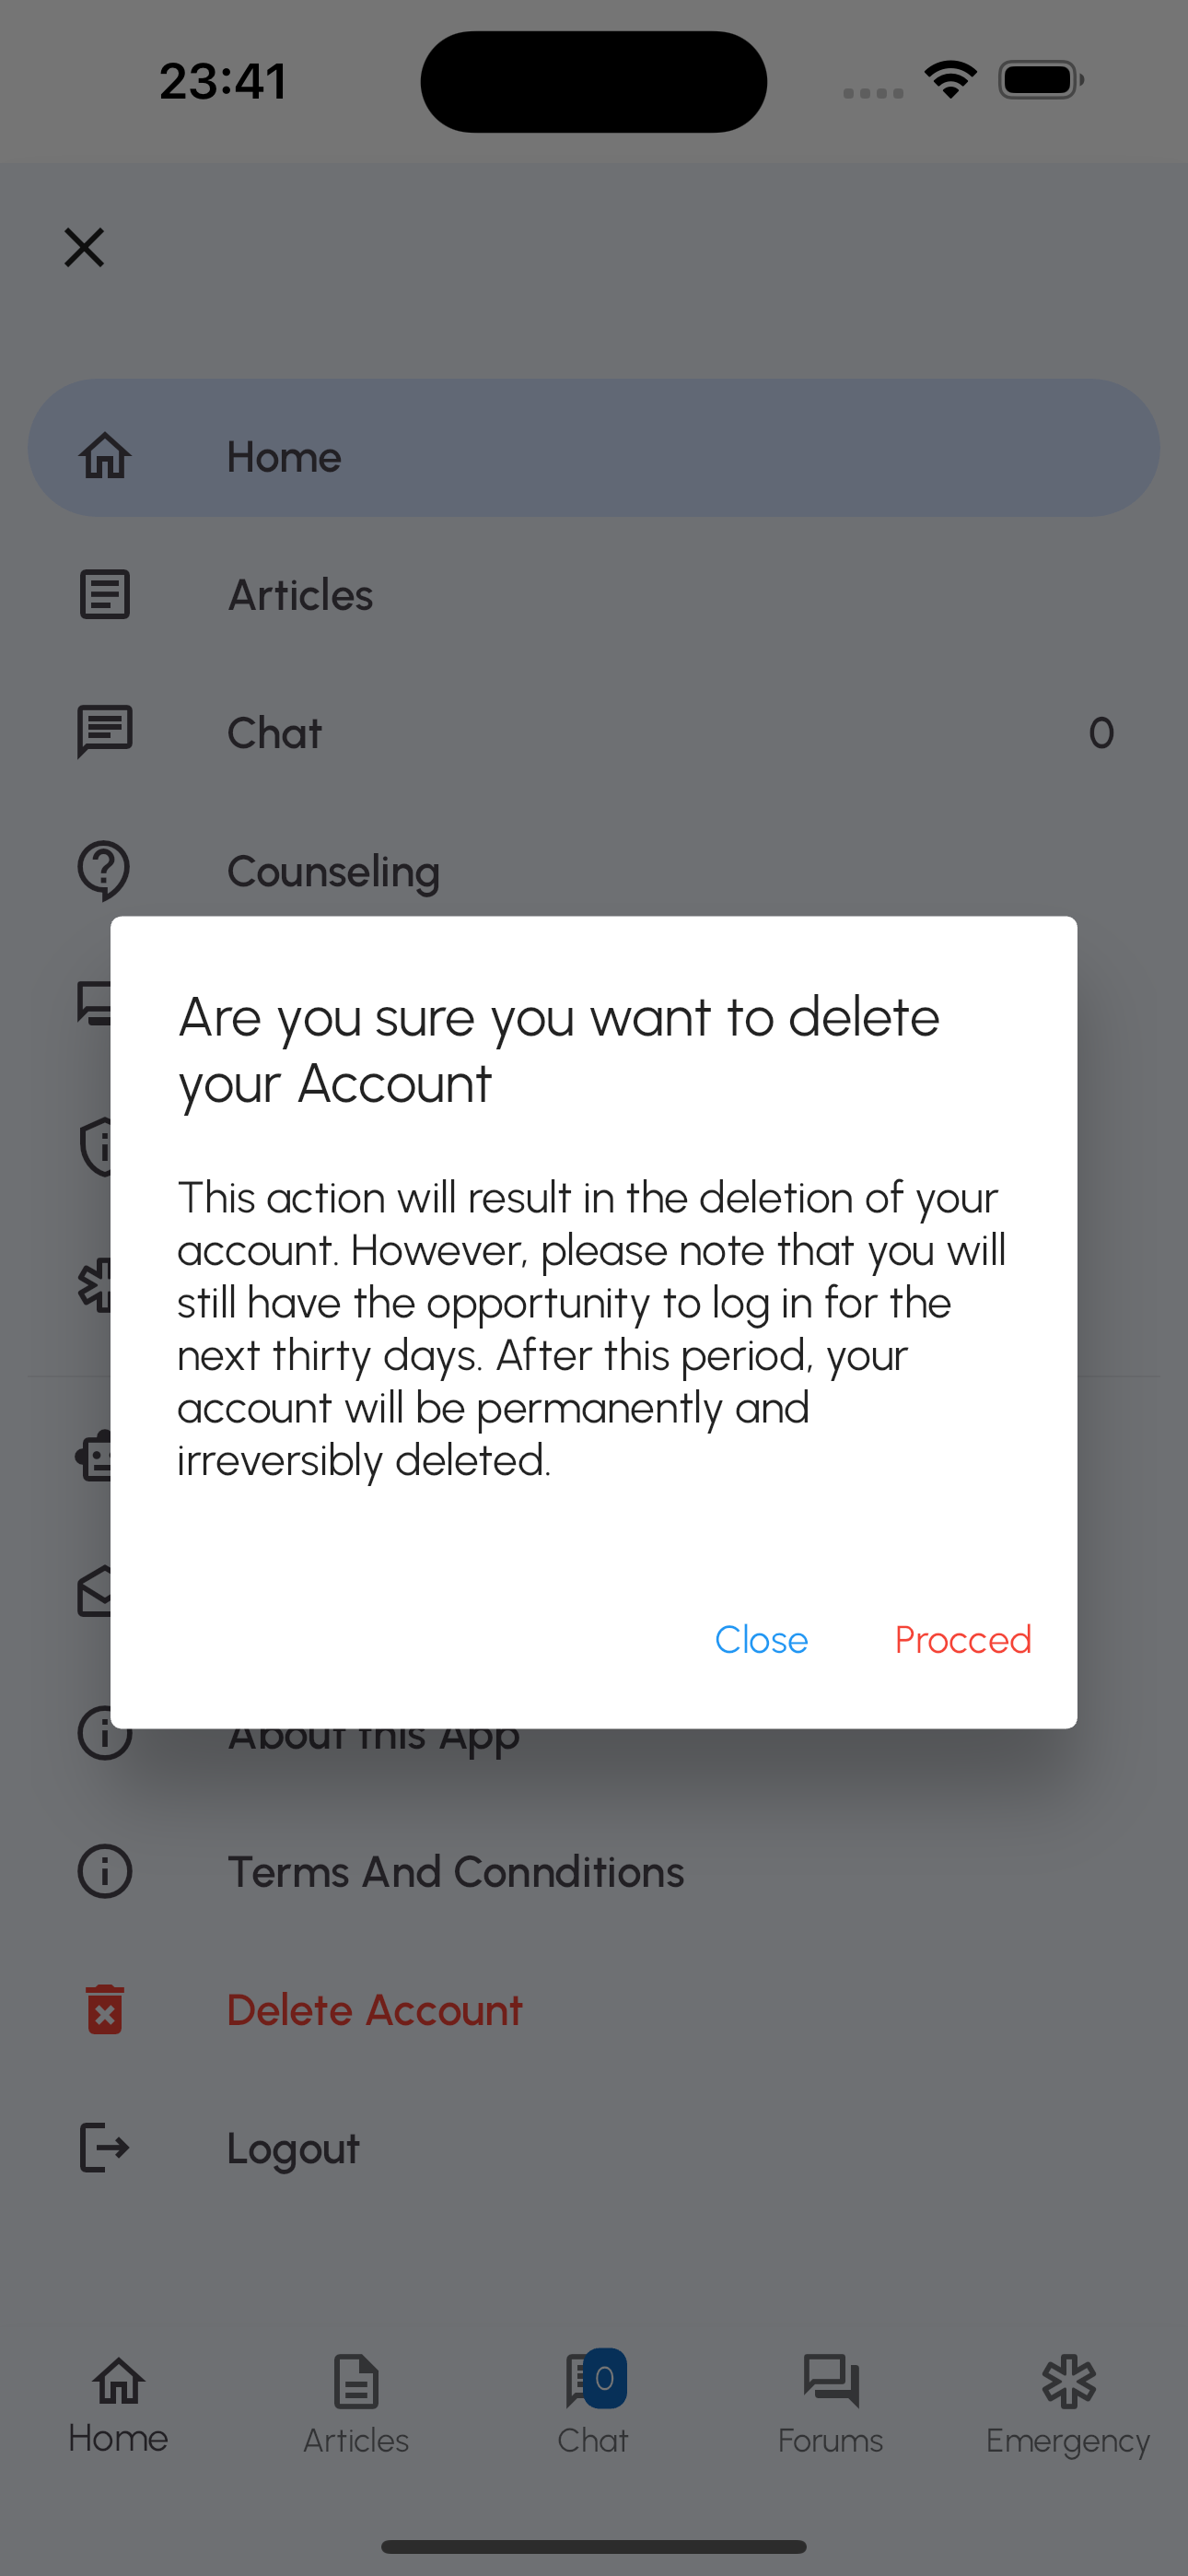 23:41
Home
Articles
Chat 0
Counseling
Are you sure you want to delete
your Account
This action will result in the deletion of your
account. However, please note that you will
still have the opportunity to log in for the
next thirty days. After this period, your
account will be permanently and
irreversibly deleted.
Close Procced
About this App
Terms And Connditions
Delete Account
Logout
0
Home Articles Chat Forums Emergency